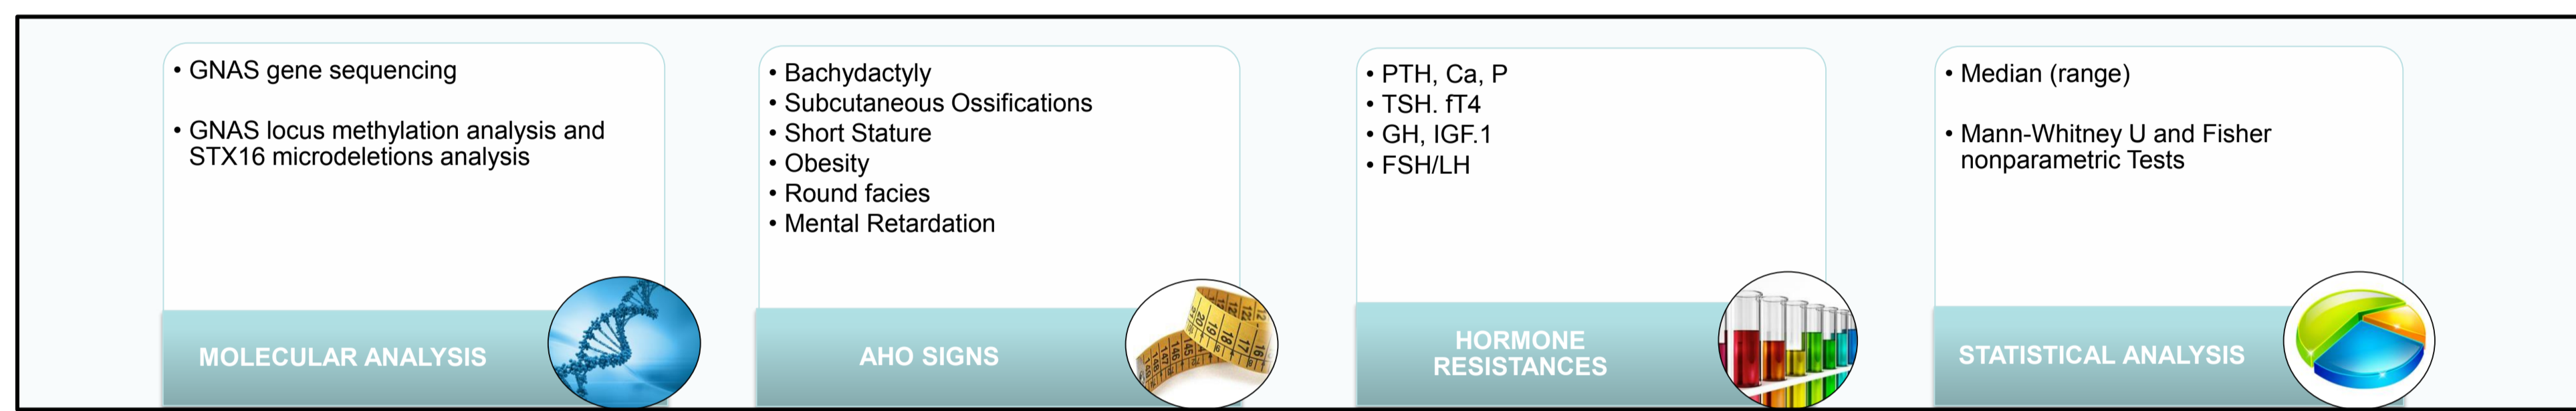 • GNAS gene sequencing
• GNAS locus methylation analysis and
STX16 microdeletions analysis
MOLECULAR ANALYSIS
• Bachydactyly
• Subcutaneous Ossifications
• Short Stature
• Obesity
• Round facies
• Mental Retardation
AHO SIGNS
• PTH, Ca, P
• TSH. fT4
• GH, IGF.1
• FSH/LH
HORMONE
RESISTANCES
• Median (range)
• Mann-Whitney U and Fisher
nonparametric Tests
STATISTICAL ANALYSIS